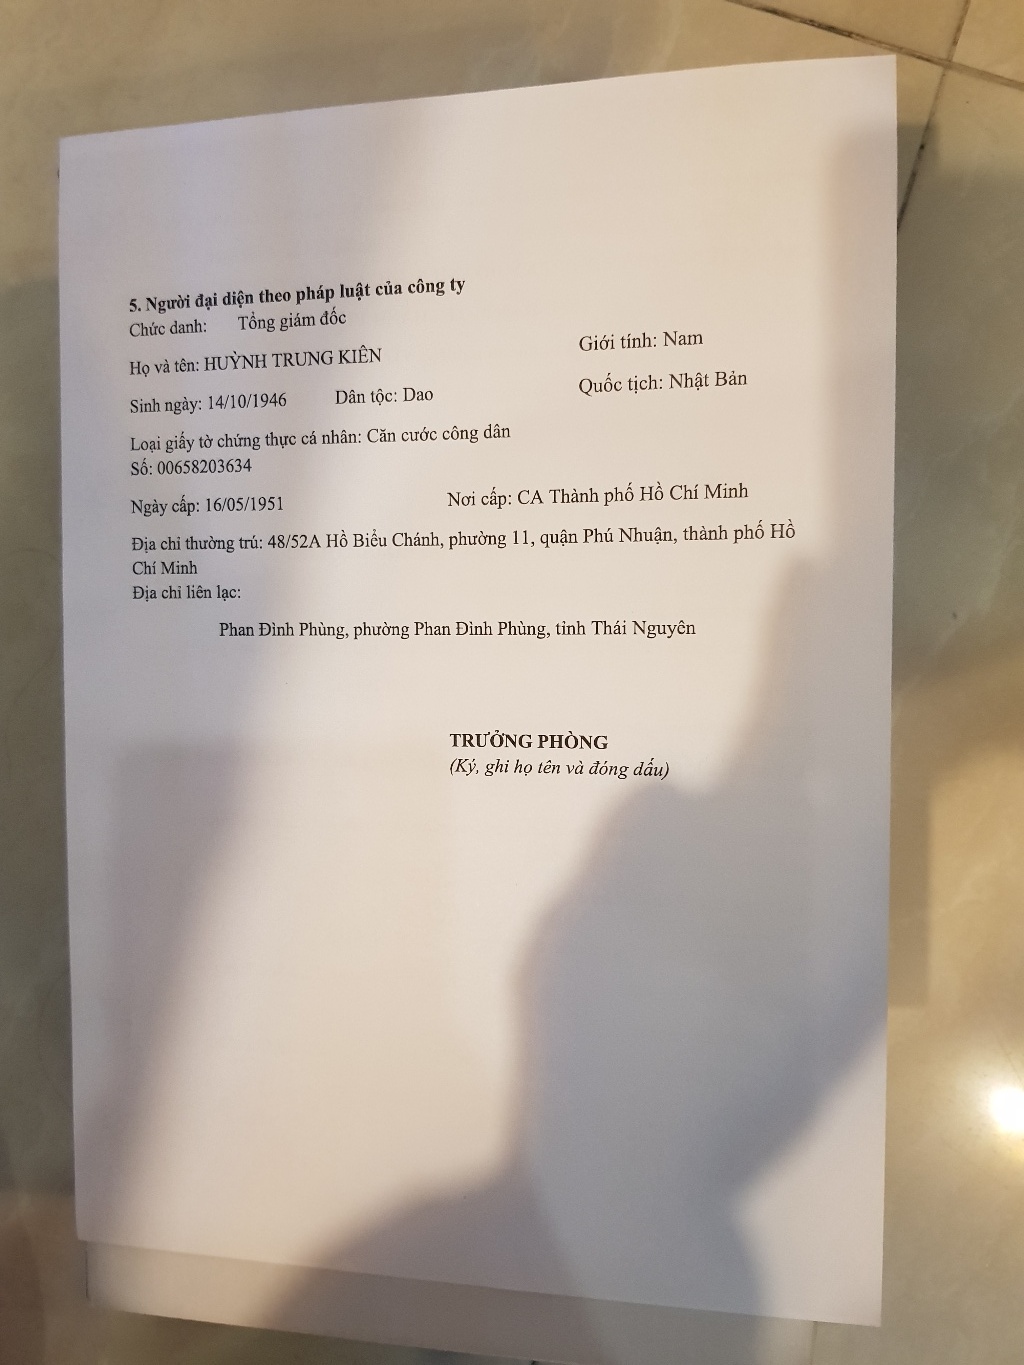 5. Người đại diện theo pháp luật của công ty
Chức danh: Tổng giám đốc
Họ và tên: HUỲNH TRUNG KIÊN Giới tính: Nam
Sinh ngày: 14/10/1946 Dân tộc: Dao Quốc tịch: Nhật Bản
Loại giấy tờ chứng thực cá nhân: Căn cước công dân
Số: 00658203634
Ngày cấp: 16/05/1951 Nơi cấp: CA Thành phố Hồ Chí Minh
Địa chỉ thường trú: 48/52A Hồ Biểu Chánh, phường 11, quận Phú Nhuận, thành phố Hồ
Chí Minh
Địa chỉ liên lạc:
Phan Đình Phùng, phường Phan Đình Phùng, tỉnh Thái Nguyên
TRƯỞNG PHÒNG
(Ký, ghi họ tên và đóng dấu)